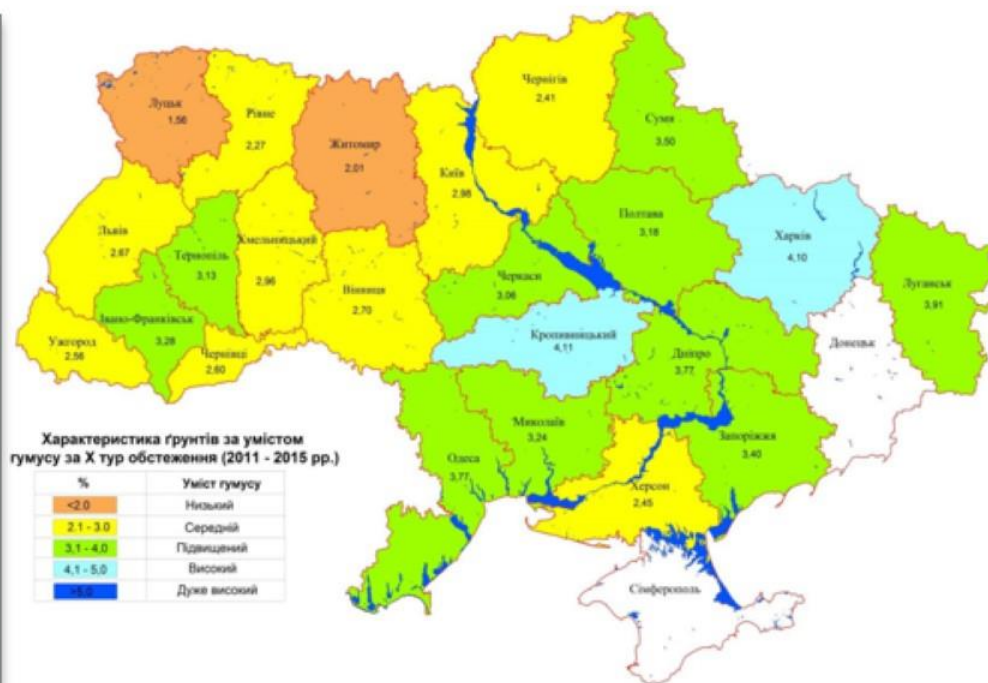 Чернігів
2,41
Луцьк
1,56
Рівне
2,27
Житомир
2,01
Київ
2,98
Суми
3,50
Полтава
3,18
Харків
4,10
Луганськ
3,91
Львів
2,67
Тернопіль
3,13
Хмельницький
2,96
Вінниця
2,70
Черкаси
3,06
Івано-Франківськ
3,28
Ужгород
2,56
Чернівці
2,60
Кропивницький
4,11
Дніпро
3,77
Донецьк
Миколаїв
3,24
Одеса
3,77
Запоріжжя
3,40
Херсон
2,45
Сімферополь
Характеристика ґрунтів за умістом
гумусу за X тур обстеження (2011 - 2015 рр.)
% Уміст гумусу
<2.0 Низький
2.1 - 3.0 Середній
3,1 - 4,0 Підвищений
4,1 - 5,0 Високий
>5,0 Дуже високий